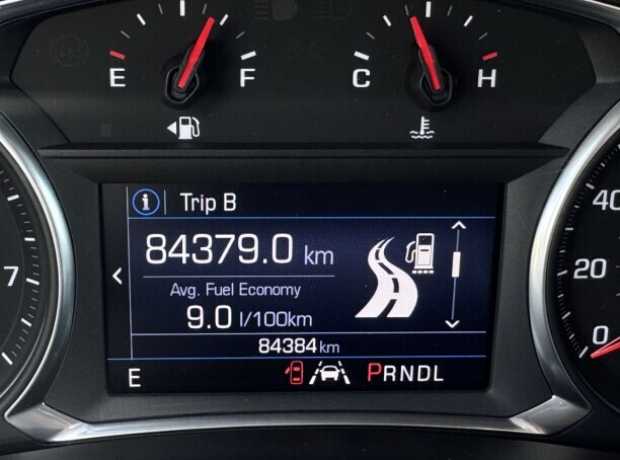 E F
C H
Trip B
84379.0 km
Avg. Fuel Economy
9.0 l/100km
84384 km
E PRNDL
7
40
20
0